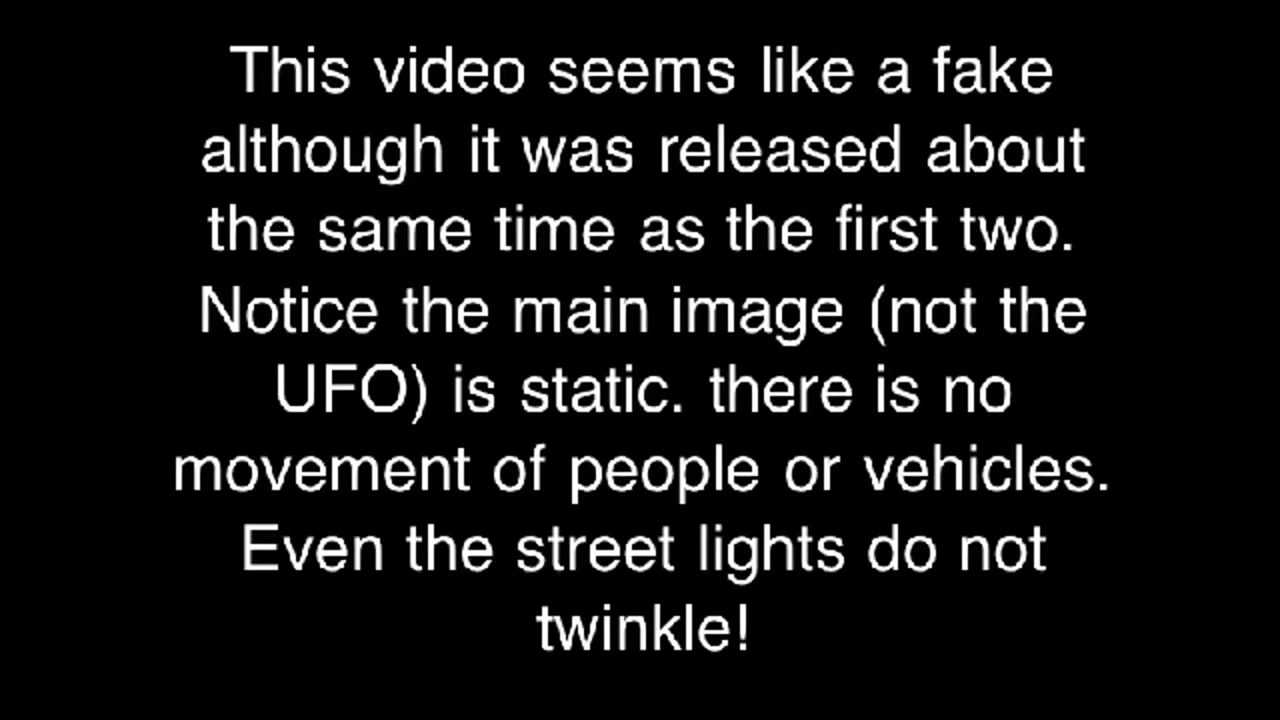 This video seems like a fake
although it was released about
the same time as the first two.
Notice the main image (not the
UFO) is static. there is no
movement of people or vehicles.
Even the street lights do not
twinkle!